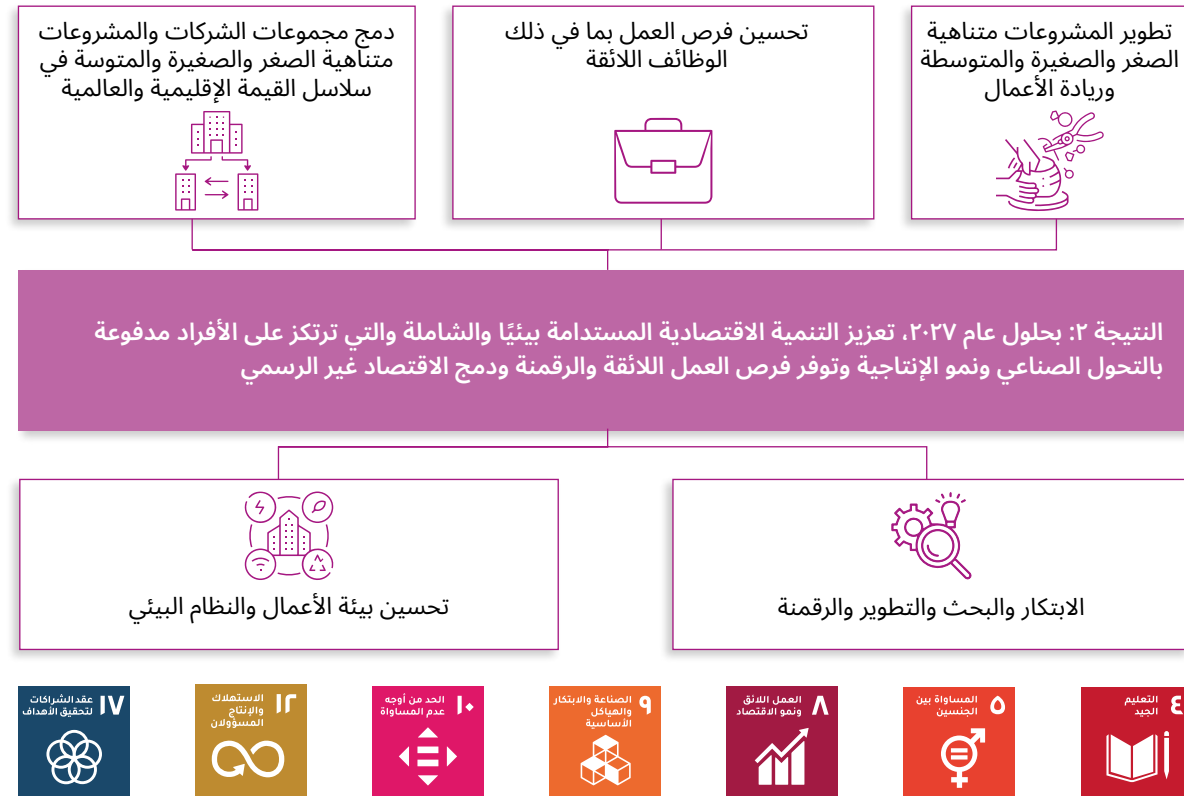 تطوير المشروعات متناهية
الصغر والصغيرة والمتوسطة
وريادة الأعمال
تحسين فرص العمل بما في ذلك
الوظائف اللائقة
دمج مجموعات الشركات والمشروعات
متناهية الصغر والصغيرة والمتوسة في
سلاسل القيمة الإقليمية والعالمية
النتيجة ٢: بحلول عام ٢٠٢٧، تعزيز التنمية الاقتصادية المستدامة بيئيًا والشاملة والتي ترتكز على الأفراد مدفوعة
بالتحول الصناعي ونمو الإنتاجية وتوفر فرص العمل اللائقة والرقمنة ودمج الاقتصاد غير الرسمي
الابتكار والبحث والتطوير والرقمنة
تحسين بيئة الأعمال والنظام البيئي
٤ التعليم
الجيد
٥ المساواة بين
الجنسين
٨ العمل اللائق
ونمو الاقتصاد
٩ الصناعة والابتكار
والهياكل
الأساسية
١٠ الحد من أوجه
عدم المساواة
١٢ الاستهلاك
والإنتاج
المسؤولان
١٧ عقد الشراكات
لتحقيق الأهداف